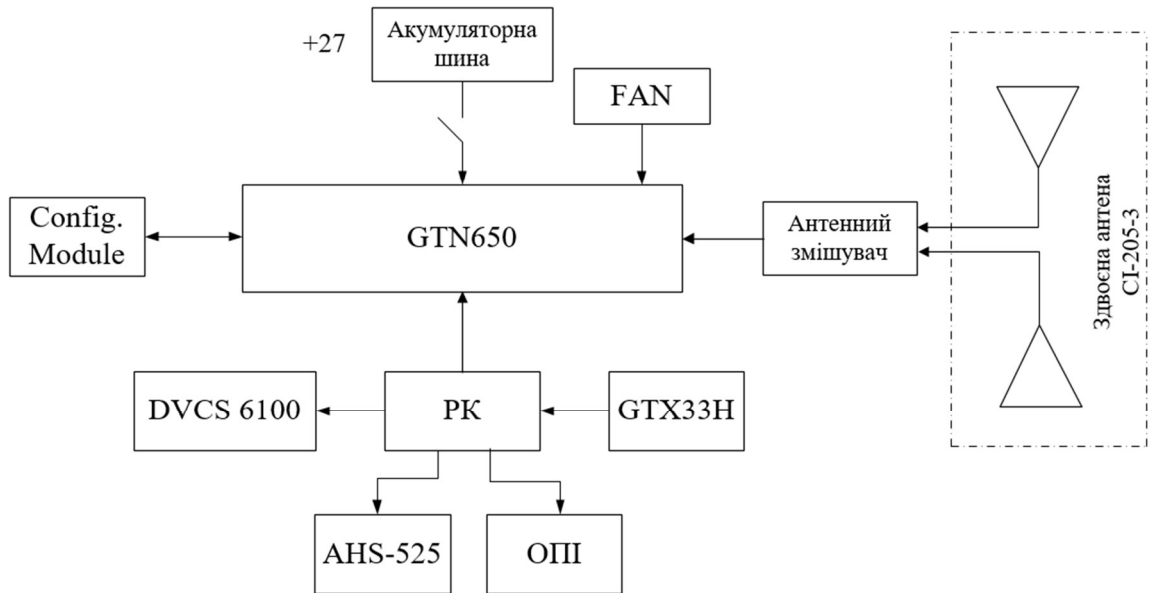 +27
Акумуляторна
шина
FAN
Config.
Module
GTN650
Антенний
змішувач
Здвоєна антена
CI-205-3
DVCS 6100
РК
GTX33H
AHS-525
ОПІ